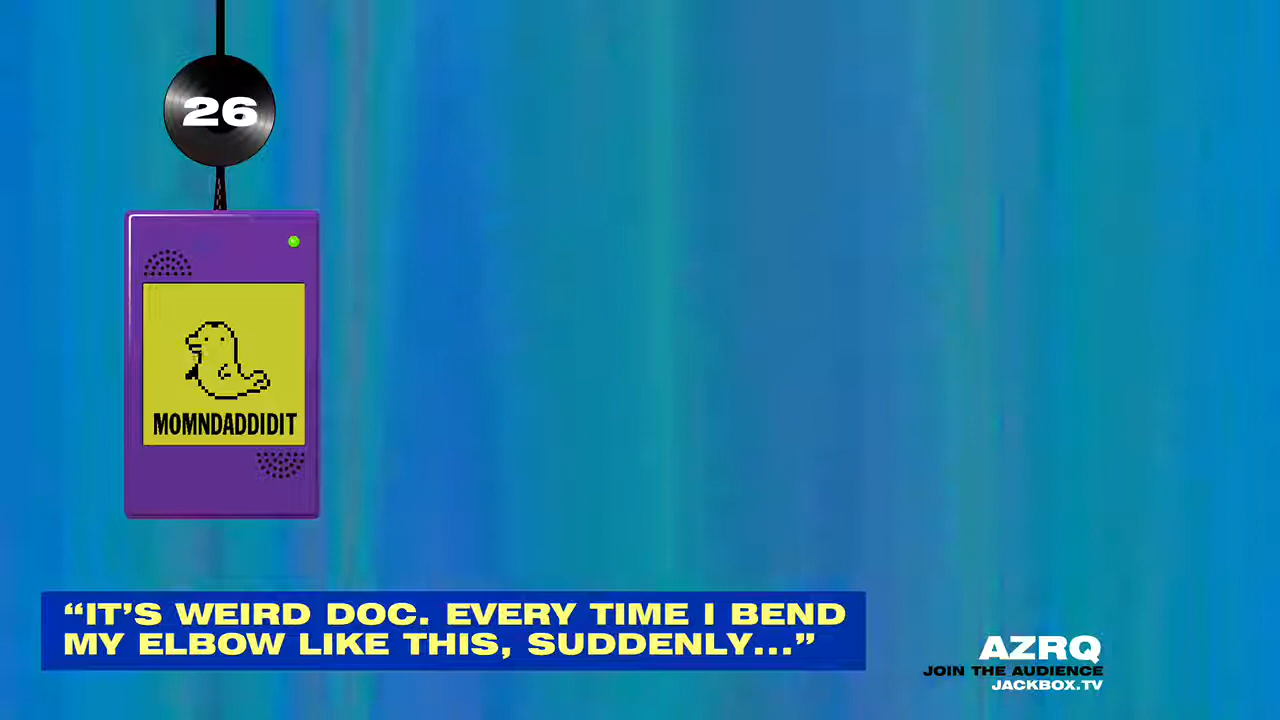 26
MOMNDADDIDIT
“IT’S WEIRD DOC. EVERY TIME I BEND
MY ELBOW LIKE THIS, SUDDENLY...”
AZRQ
JOIN THE AUDIENCE
JACKBOX.TV